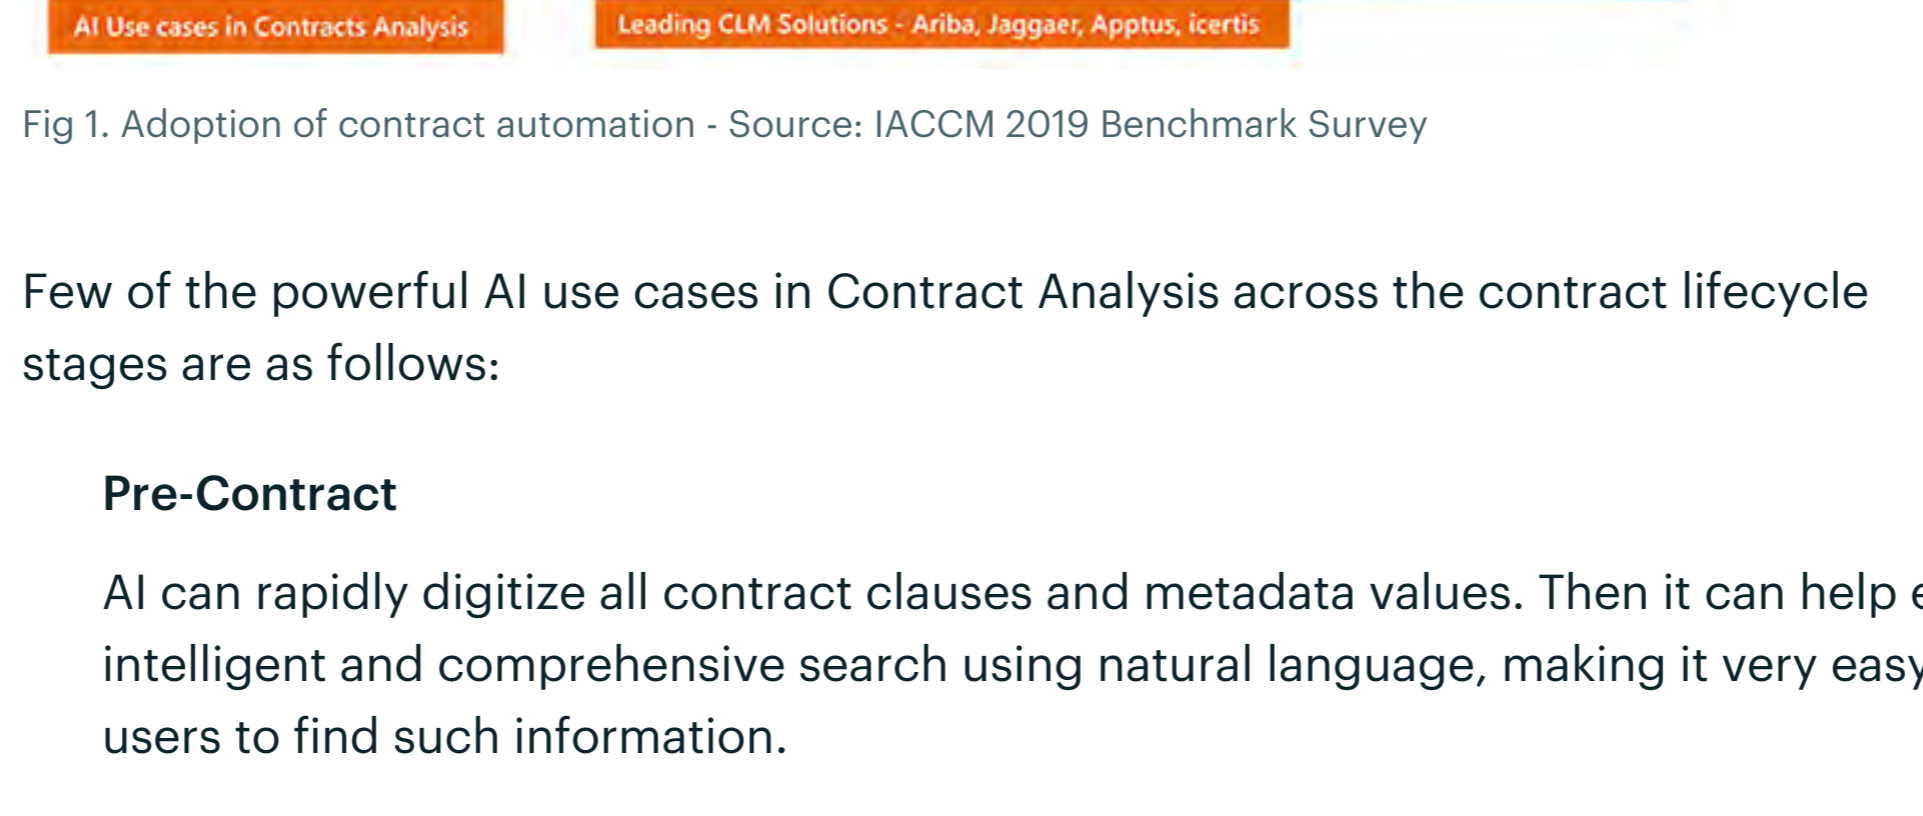 AI Use cases in Contracts Analysis
Leading CLM Solutions - Ariba, Jaggaer, Apptus, icertis
Fig 1. Adoption of contract automation - Source: IACCM 2019 Benchmark Survey
Few of the powerful AI use cases in Contract Analysis across the contract lifecycle
stages are as follows:
Pre-Contract
AI can rapidly digitize all contract clauses and metadata values. Then it can help
intelligent and comprehensive search using natural language, making it very easy
users to find such information.